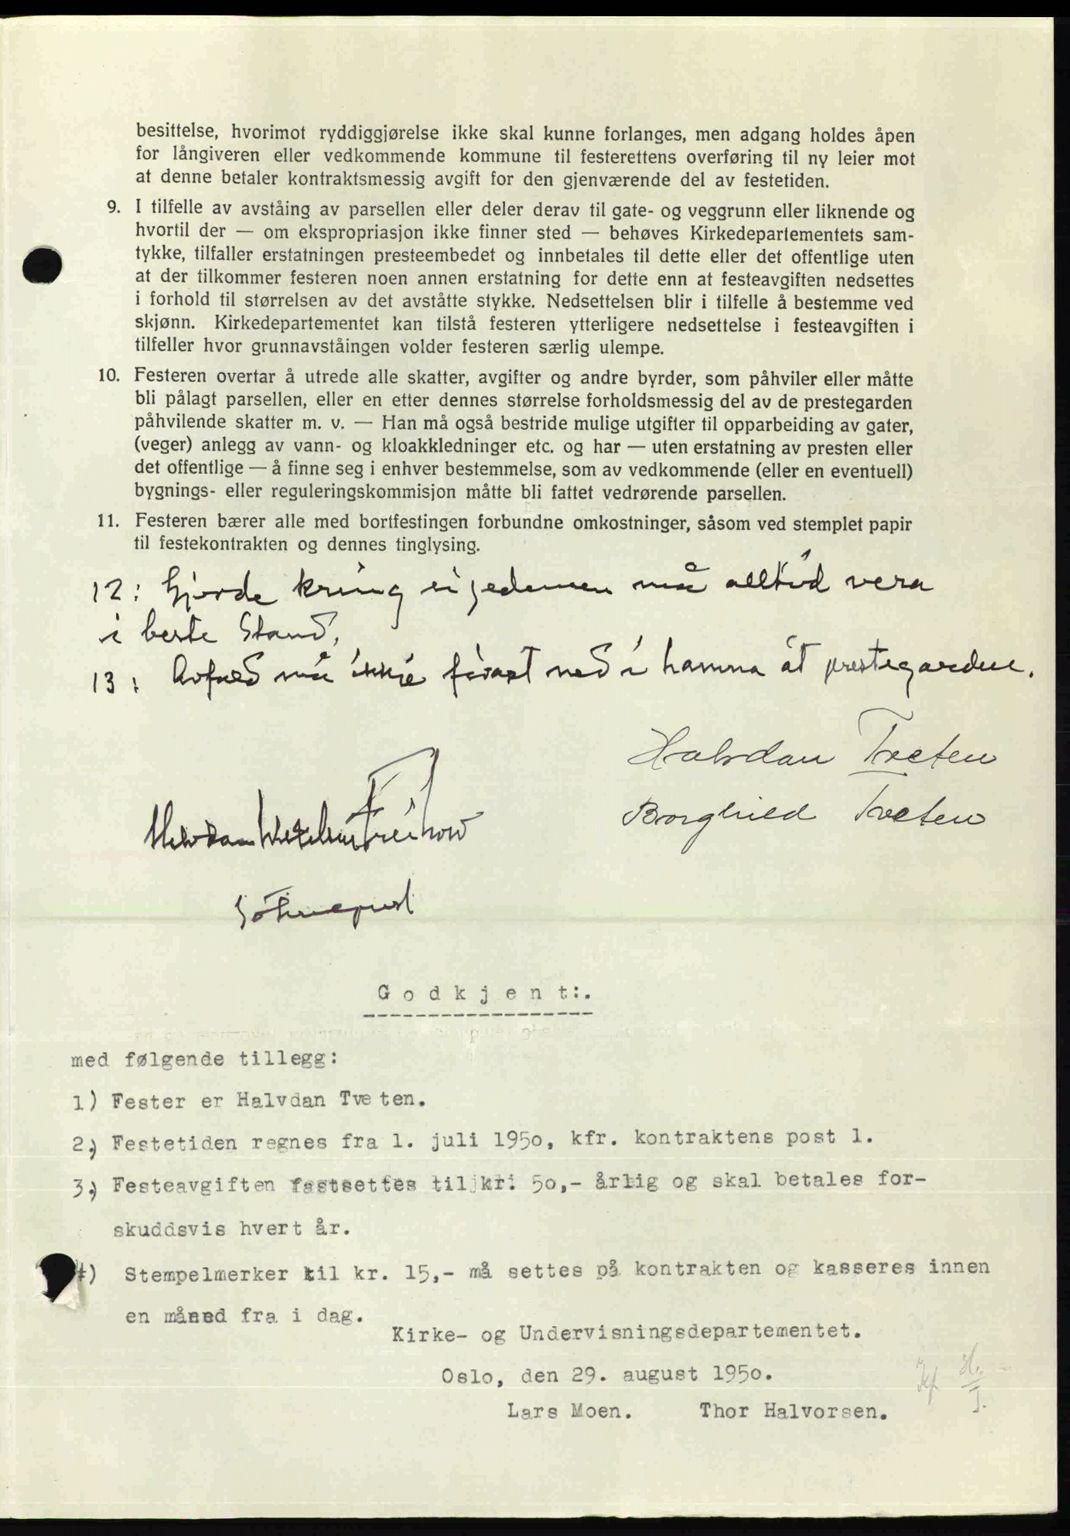 besittelse, hvorimot ryddiggjørelse ikke skal kunne forlanges, men adgang holdes åpen
for långiveren eller vedkommende kommune til festerettens overføring til ny leier mot
at denne betaler kontraktsmessig avgift for den gjenværende del av festetiden.
9. I tilfelle av avståing av parsellen eller deler derav til gate- og veggrunn eller liknende og
hvortil der — om ekspropriasjon ikke finner sted — behøves Kirkedepartementets sam-
tykke, tilfaller erstatningen presteembedet og innbetales til dette eller det offentlige uten
at der tilkommer festeren noen annen erstatning for dette enn at festeavgiften nedsettes
i forhold til størrelsen av det avståtte stykke. Nedsettelsen blir i tilfelle å bestemme ved
skjønn. Kirkedepartementet kan tilstå festeren ytterligere nedsettelse i festeavgiften i
tilfeller hvor grunnavståingen volder festeren særlig ulempe.
10. Festeren overtar å utrede alle skatter, avgifter og andre byrder, som påhviler eller måtte
bli pålagt parsellen, eller en etter dennes størrelse forholdsmessig del av de prestegarden
påhvilende skatter m. v. — Han må også bestride mulige utgifter til opparbeiding av gater,
(veger) anlegg av vann- og kloakkledninger etc. og har — uten erstatning av presten eller
det offentlige — å finne seg i enhver bestemmelse, som av vedkommende (eller en eventuell)
bygnings- eller reguleringskommisjon måtte bli fattet vedrørende parsellen.
11. Festeren bærer alle med bortfestingen forbundne omkostninger, såsom ved stemplet papir
til festekontrakten og dennes tinglysing.
12: Gjerde kring eigedomen må alltid vera
i beste stand.
13: Avfald må ikkje førast ned i hamna åt prestegarden.
Halvdan Tveten
Borghild Tveten
Sokneprest
Godkjent:.
med følgende tillegg:
1) Fester er Halvdan Tveten.
2) Festetiden regnes fra 1. juli 1950, kfr. kontraktens post 1.
3) Festeavgiften fastsettes til kr. 50,- årlig og skal betales for-
skuddsvis hvert år.
4) Stempelmerker til kr. 15,- må settes på kontrakten og kasseres innen
en måned fra i dag.
Kirke- og Undervisningsdepartementet.
Oslo, den 29. august 1950.
Lars Moen. Thor Halvorsen.